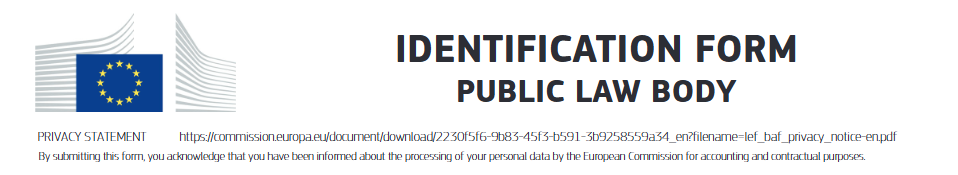 IDENTIFICATION FORM
PUBLIC LAW BODY
PRIVACY STATEMENT https://commission.europa.eu/document/download/2230f5f6-9b83-45f3-b591-3b9258559a34_en?filename=lef_baf_privacy_notice-en.pdf
By submitting this form, you acknowledge that you have been informed about the processing of your personal data by the European Commission for accounting and contractual purposes.